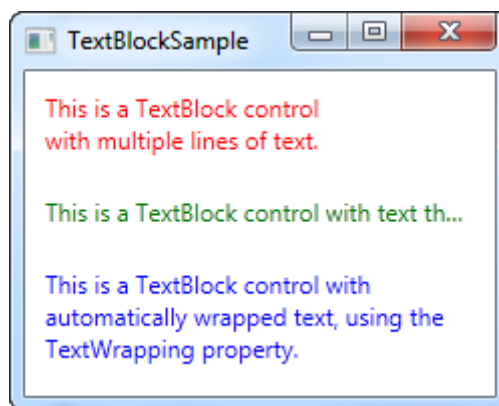 TextBlockSample
This is a TextBlock control
with multiple lines of text.
This is a TextBlock control with text th...
This is a TextBlock control with
automatically wrapped text, using the
TextWrapping property.